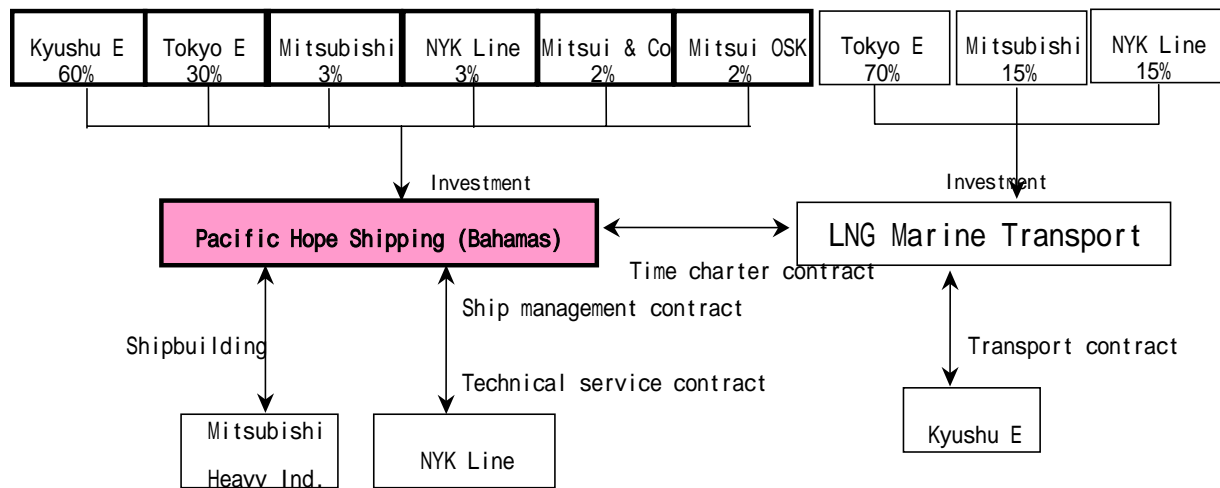 Kyushu E
60%
Tokyo E
30%
Mitsubishi
3%
NYK Line
3%
Mitsui & Co
2%
Mitsui OSK
2%
Tokyo E
70%
Mitsubishi
15%
NYK Line
15%
Investment
Investment
Pacific Hope Shipping (Bahamas)
LNG Marine Transport
Time charter contract
Ship management contract
Shipbuilding
Transport contract
Technical service contract
Mitsubishi
Heavy Ind.
NYK Line
Kyushu E